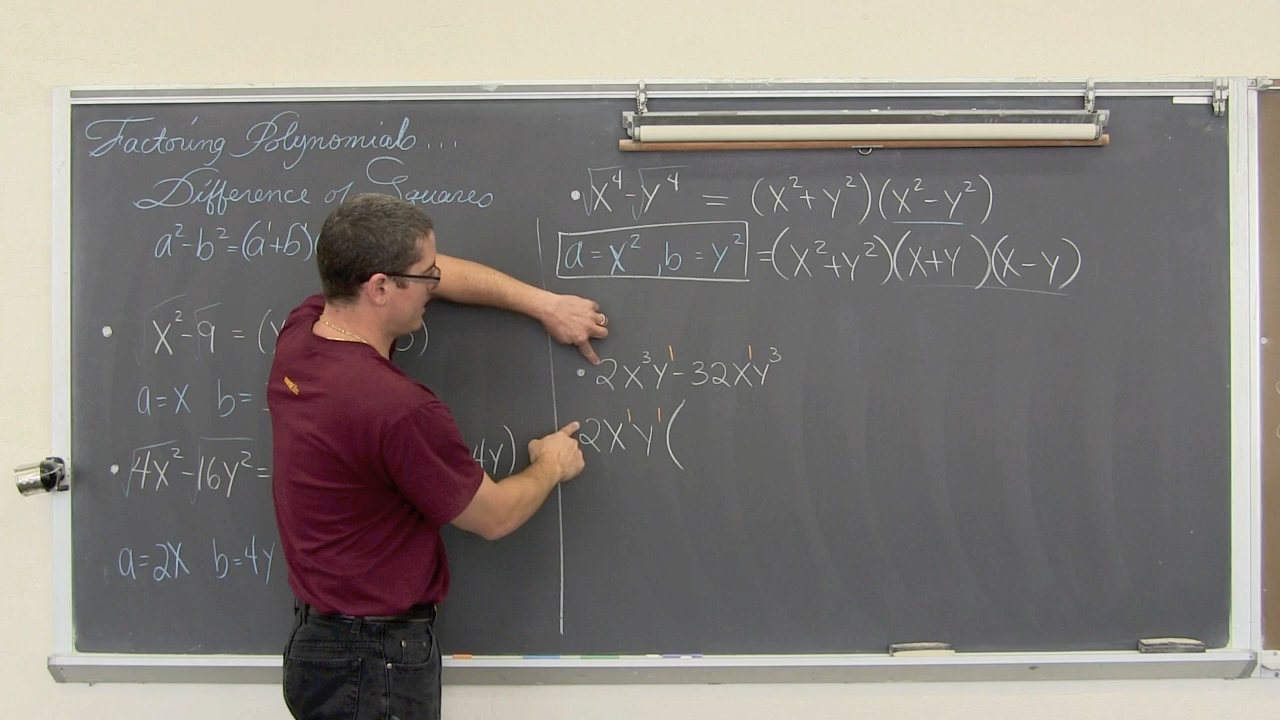 Factoring Polynomials...
Difference of Squares
a²-b²=(a+b)(
x²-9 = (
a=x b=
√4x²-√16y²= 4y)
a=2x b=4y
• √x⁴-√y⁴ = (x²+y²)(x²-y²)
a=x², b=y² =(x²+y²)(x+y)(x-y)
• 2x³y¹-32x¹y³
2x¹y¹(